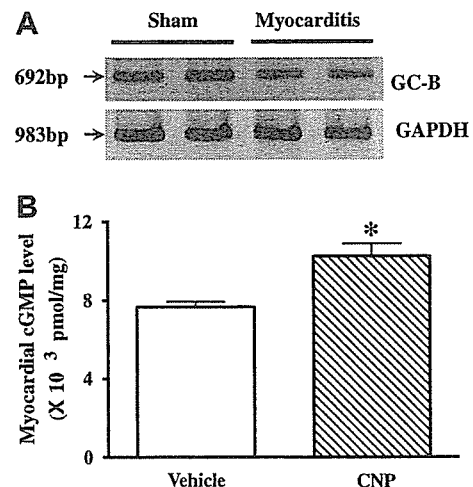 A
Sham Myocarditis
692bp
GC-B
983bp
GAPDH
B
Myocardial cGMP level
(X 10 3 pmol/mg)
12
8
4
0
*
Vehicle CNP